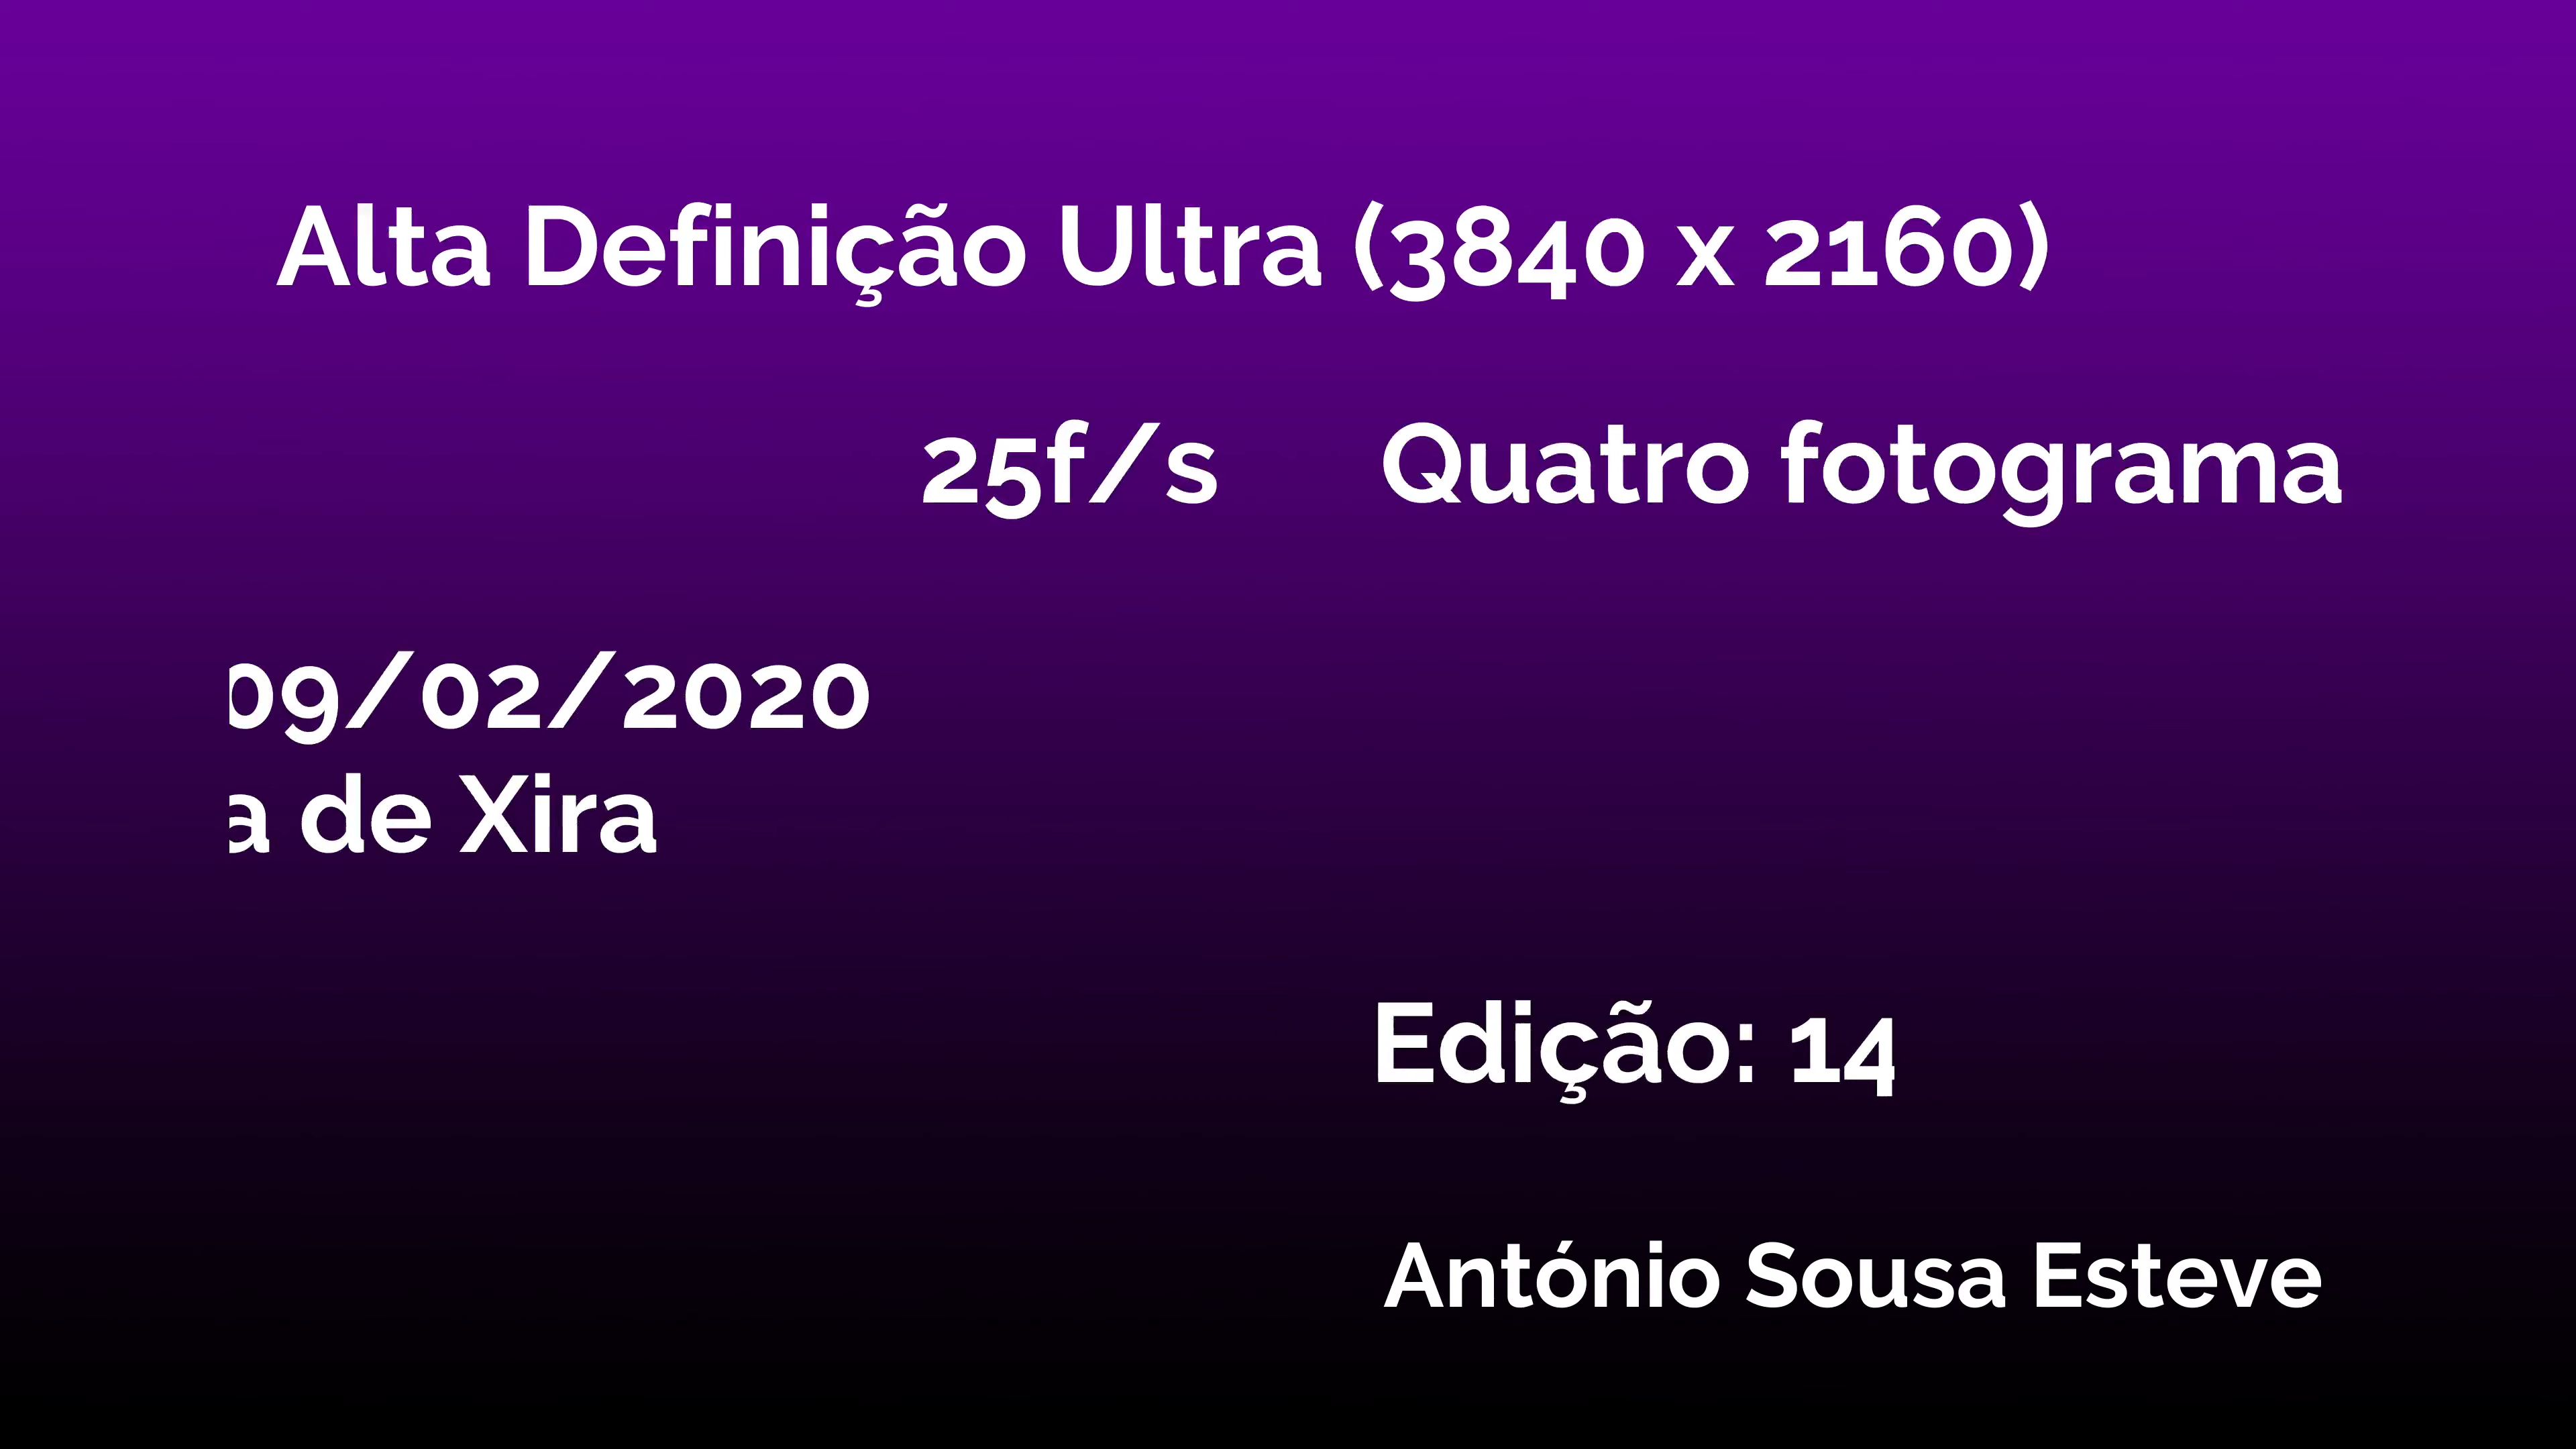 Alta Definição Ultra (3840 x 2160)
25f/s Quatro fotograma
09/02/2020
a de Xira
Edição: 14
António Sousa Esteve